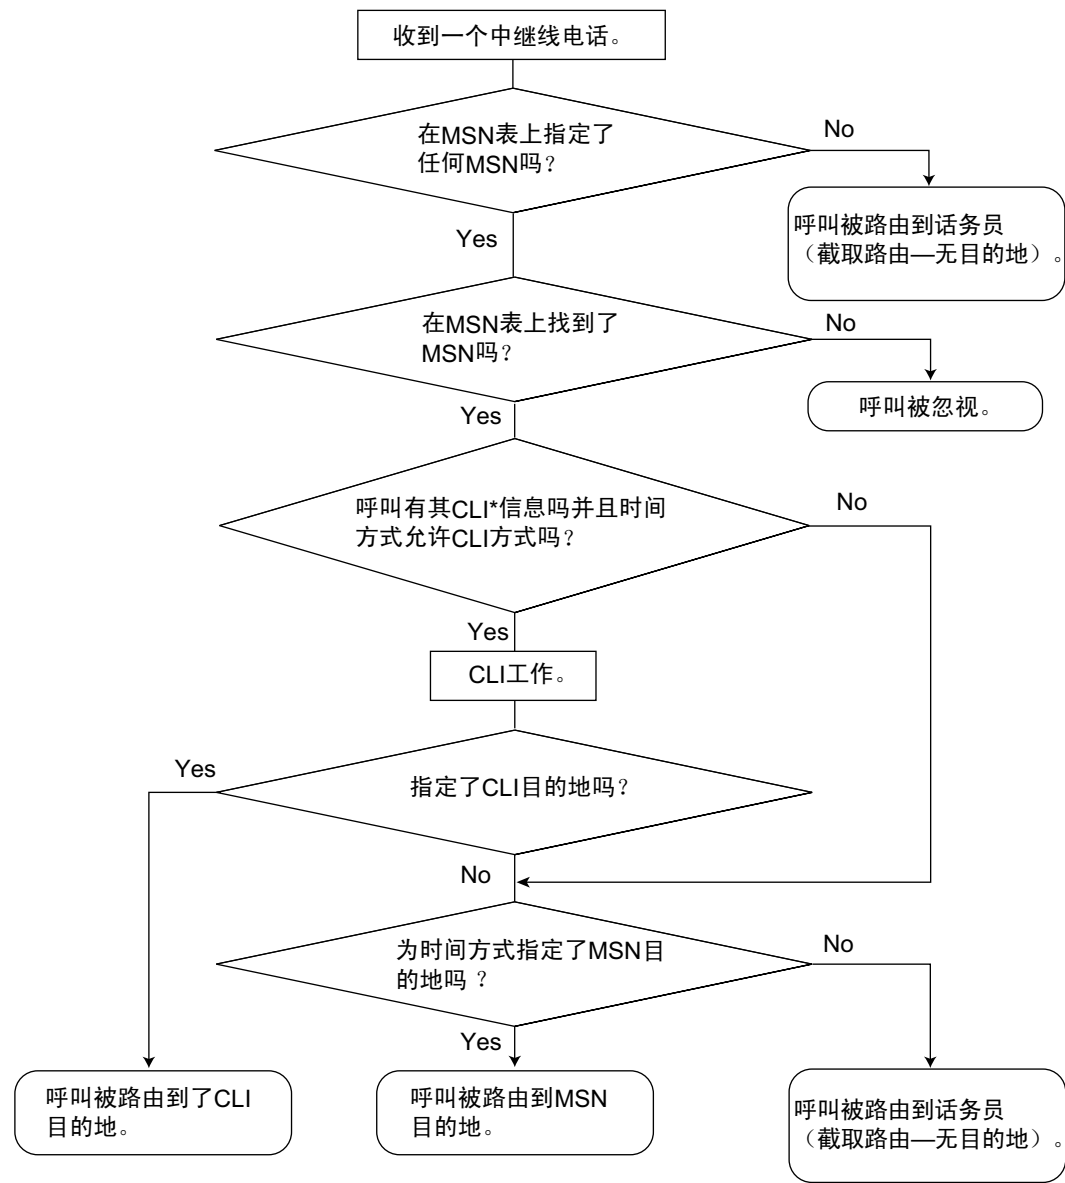 收到一个中继线电话。
在MSN表上指定了
任何MSN吗？
No
呼叫被路由到话务员
（截取路由—无目的地）。
Yes
在MSN表上找到了
MSN吗？
No
呼叫被忽视。
Yes
呼叫有其CLI*信息吗并且时间
方式允许CLI方式吗？
No
Yes
CLI工作。
指定了CLI目的地吗？
Yes
No
为时间方式指定了MSN目
的地吗 ？
No
Yes
呼叫被路由到了CLI
目的地。
呼叫被路由到MSN
目的地。
呼叫被路由到话务员
（截取路由—无目的地）。